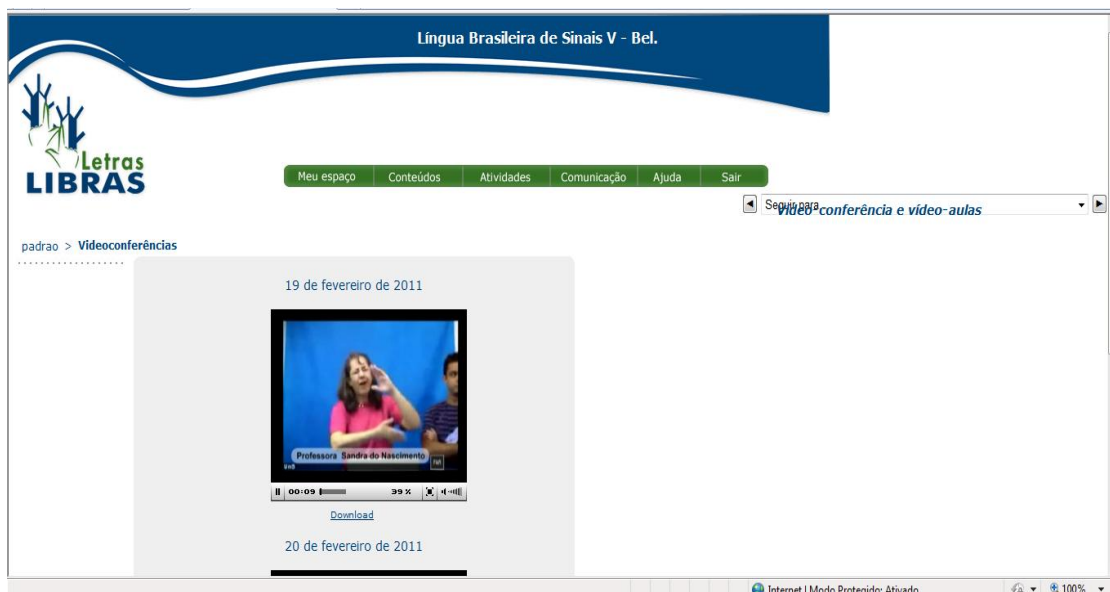 Língua Brasileira de Sinais V - Bel.
Letras
LIBRAS
Meu espaço Conteúdos Atividades Comunicação Ajuda Sair
Seguir para
Vídeo-conferência e vídeo-aulas
padrao > Videoconferências
19 de fevereiro de 2011
Professora Sandra do Nascimento
00:09 39%
Download
20 de fevereiro de 2011
Internet | Modo Protegido: Ativado 100%